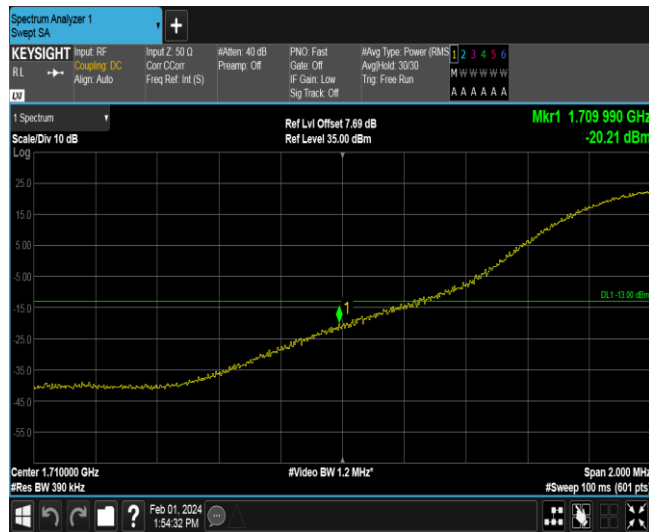 Spectrum Analyzer 1
Swept SA
+
KEYSIGHT
RL
LXI
Input: RF
Coupling: DC
Align: Auto
Input Z: 50 Ω
Corr CCorr
Freq Ref: Int (S)
#Atten: 40 dB
Preamp: Off
PNO: Fast
Gate: Off
IF Gain: Low
Sig Track: Off
#Avg Type: Power (RMS
Avg|Hold: 30/30
Trig: Free Run
1 2 3 4 5 6
M W W W W W
A A A A A A
1 Spectrum
Scale/Div 10 dB
Log
Ref Lvl Offset 7.69 dB
Ref Level 35.00 dBm
Mkr1 1.709 990 GHz
-20.21 dBm
25.0
15.0
5.00
-5.00
-15.0
-25.0
-35.0
-45.0
-55.0
DL1 -13.00 dBm
1
Center 1.710000 GHz
#Res BW 390 kHz
#Video BW 1.2 MHz*
Span 2.000 MHz
#Sweep 100 ms (601 pts)
?
Feb 01, 2024
1:54:32 PM